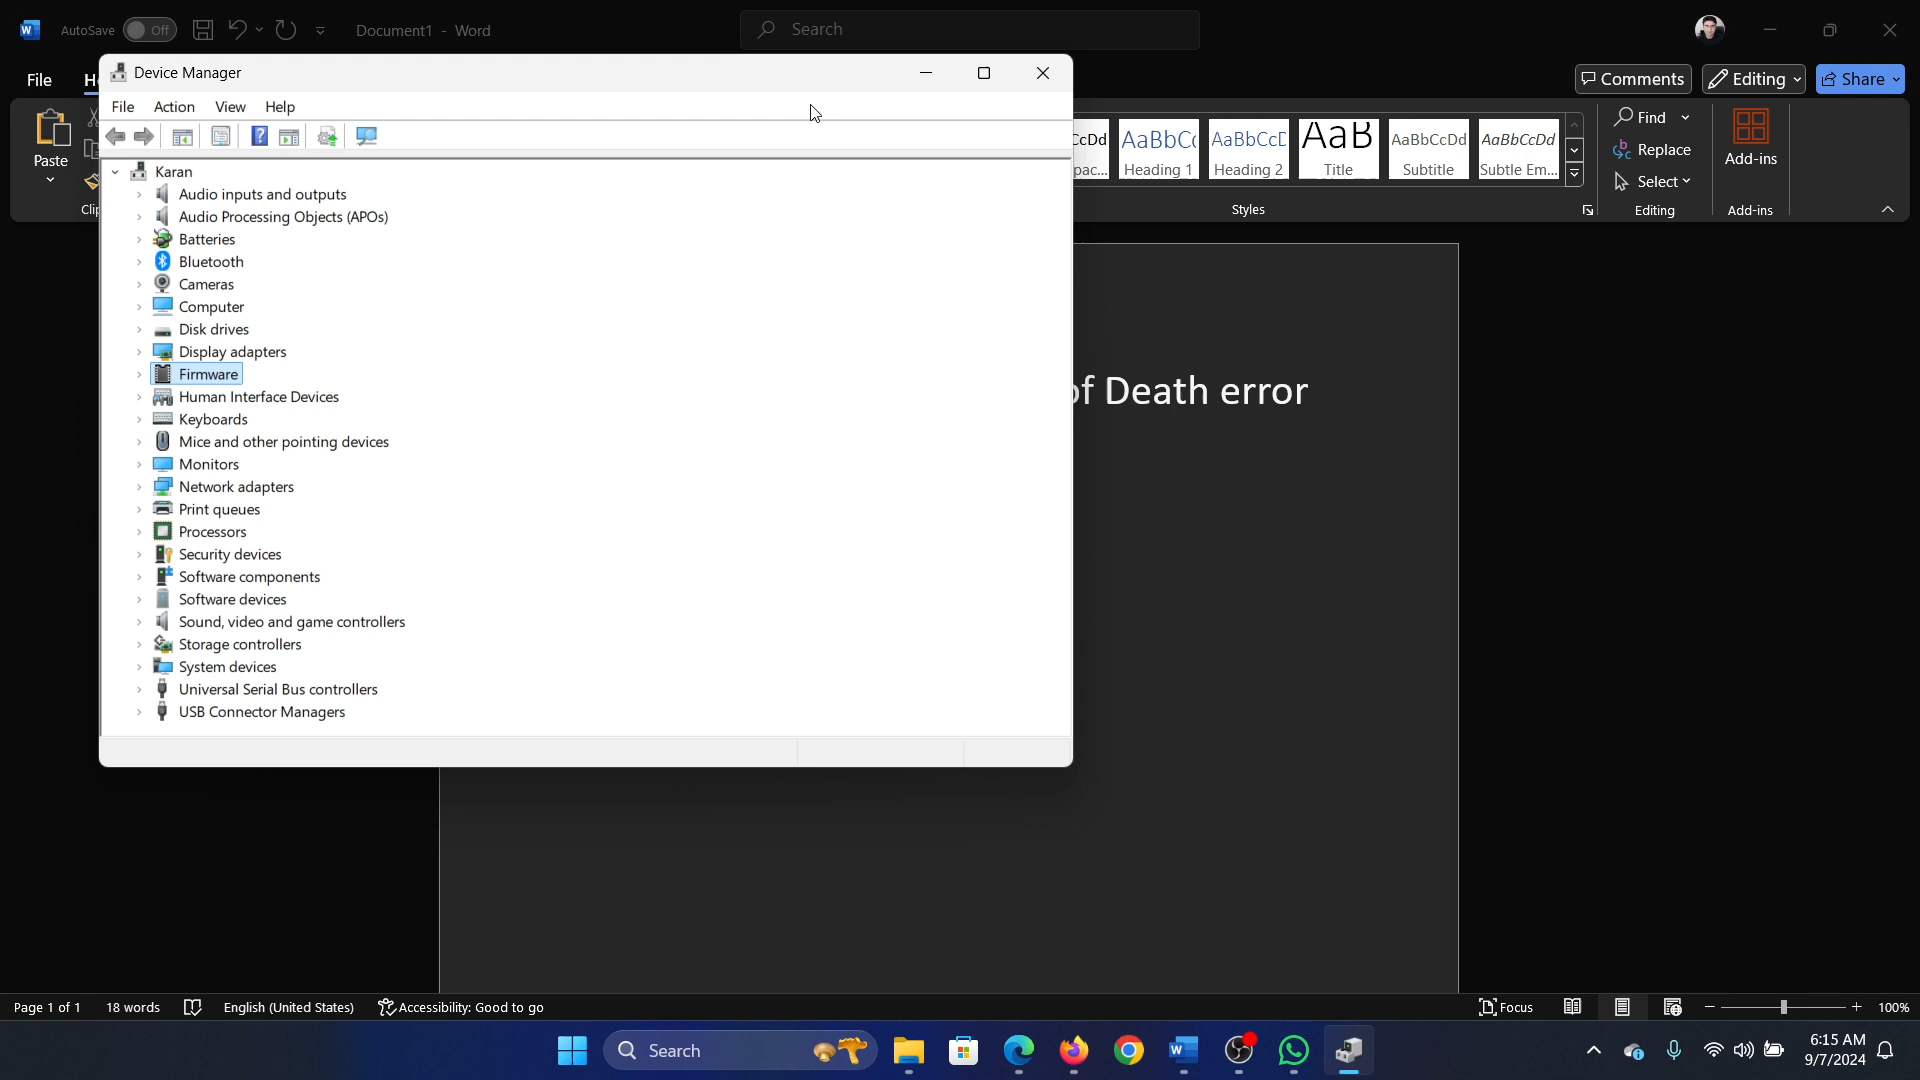 AutoSave Off Document1 - Word Search
File
Device Manager
File Action View Help
Comments Editing Share
Paste
AaBbCc Heading 1
AaBbCcD Heading 2
AaB Title
AaBbCcDd Subtitle
AaBbCcDd Subtle Em...
Styles
Find
Replace
Select
Editing
Add-ins
Add-ins
Karan
Audio inputs and outputs
Audio Processing Objects (APOs)
Batteries
Bluetooth
Cameras
Computer
Disk drives
Display adapters
Firmware
Human Interface Devices
Keyboards
Mice and other pointing devices
Monitors
Network adapters
Print queues
Processors
Security devices
Software components
Software devices
Sound, video and game controllers
Storage controllers
System devices
Universal Serial Bus controllers
USB Connector Managers
of Death error
Page 1 of 1 18 words English (United States) Accessibility: Good to go Focus 100%
Search
6:15 AM
9/7/2024